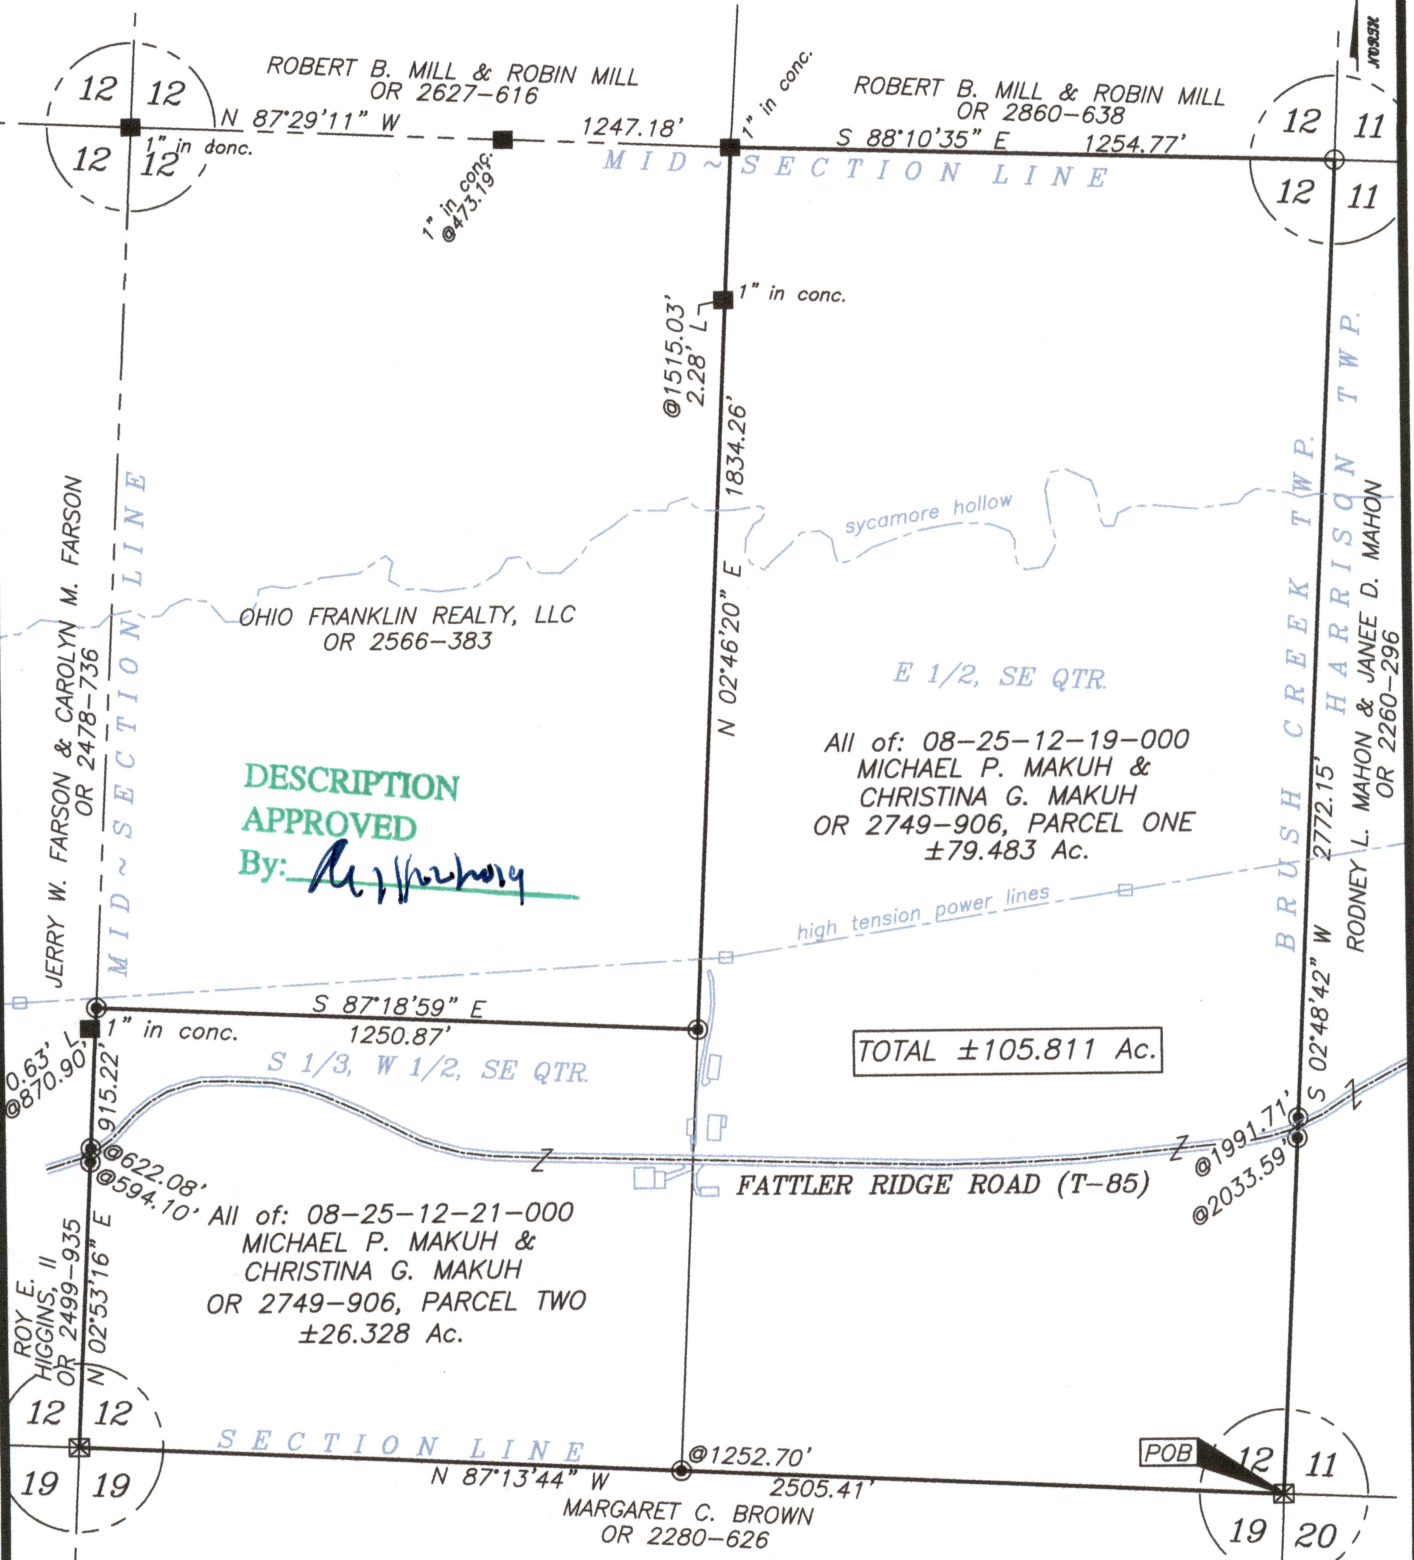 NORTH
12 12
12 12
ROBERT B. MILL & ROBIN MILL
OR 2627-616
N 87°29'11" W
1247.18'
1" in donc.
1" in conc.
@473.19'
1" in conc.
ROBERT B. MILL & ROBIN MILL
OR 2860-638
S 88°10'35" E 1254.77'
MID~SECTION LINE
12 11
12 11
1" in conc.
@1515.03'
2.28' L
1834.26'
N 02°46'20" E
sycamore hollow
MID~SECTION LINE
JERRY W. FARSON & CAROLYN M. FARSON
OR 2478-736
OHIO FRANKLIN REALTY, LLC
OR 2566-383
E 1/2, SE QTR.
All of: 08-25-12-19-000
MICHAEL P. MAKUH &
CHRISTINA G. MAKUH
OR 2749-906, PARCEL ONE
±79.483 Ac.
BRUSH CREEK TWP.
HARRISON TWP.
RODNEY L. MAHON & JANEE D. MAHON
OR 2260-296
S 02°48'42" W 2772.15'
DESCRIPTION
APPROVED
By:
high tension power lines
S 87°18'59" E
1250.87'
1" in conc.
0.63' L
@870.90'
915.22'
S 1/3, W 1/2, SE QTR.
TOTAL ±105.811 Ac.
@622.08'
@594.10'
@1991.71'
@2033.59'
Z Z Z
FATTLER RIDGE ROAD (T-85)
All of: 08-25-12-21-000
MICHAEL P. MAKUH &
CHRISTINA G. MAKUH
OR 2749-906, PARCEL TWO
±26.328 Ac.
ROY E.
HIGGINS, II
OR 2499-935
N 02°53'16" E
12 12
19 19
SECTION LINE
N 87°13'44" W
@1252.70'
2505.41'
MARGARET C. BROWN
OR 2280-626
POB
12 11
19 20